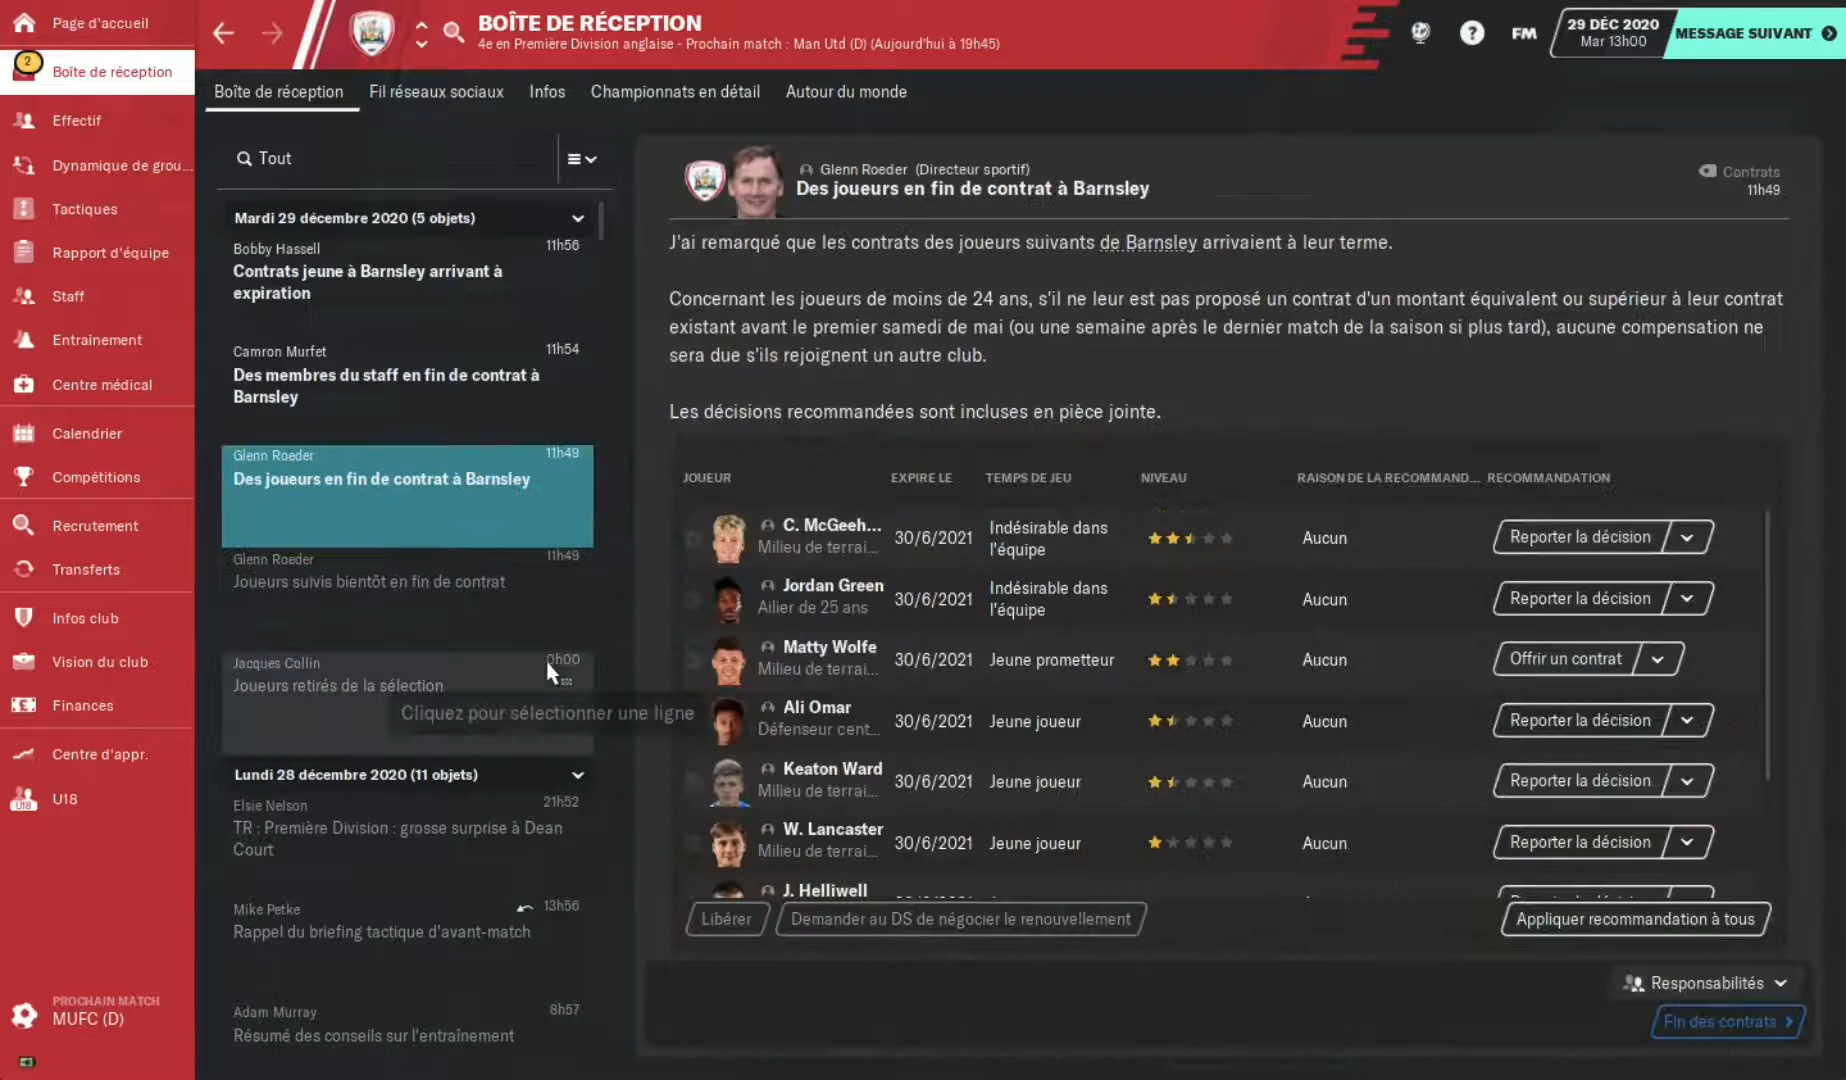 Page d'accueil
2
Boîte de réception
Effectif
Dynamique de grou...
Tactiques
Rapport d'équipe
Staff
Entraînement
Centre médical
Calendrier
Compétitions
Recrutement
Transferts
Infos club
Vision du club
Finances
Centre d'appr.
U18
U18
PROCHAIN MATCH
MUFC (D)
BOÎTE DE RÉCEPTION
4e en Première Division anglaise - Prochain match : Man Utd (D) (Aujourd'hui à 19h45)
?
FM
29 DÉC 2020
Mar 13h00
MESSAGE SUIVANT
Boîte de réception
Fil réseaux sociaux
Infos
Championnats en détail
Autour du monde
Tout
Mardi 29 décembre 2020 (5 objets)
Bobby Hassell
11h56
Contrats jeune à Barnsley arrivant à
expiration
Camron Murfet
11h54
Des membres du staff en fin de contrat à
Barnsley
Glenn Roeder
11h49
Des joueurs en fin de contrat à Barnsley
Glenn Roeder
11h49
Joueurs suivis bientôt en fin de contrat
Jacques Collin
0h00
Joueurs retirés de la sélection
Cliquez pour sélectionner une ligne
Lundi 28 décembre 2020 (11 objets)
Elsie Nelson
21h52
TR : Première Division : grosse surprise à Dean
Court
Mike Petke
13h56
Rappel du briefing tactique d'avant-match
Adam Murray
8h57
Résumé des conseils sur l'entraînement
Glenn Roeder (Directeur sportif)
Des joueurs en fin de contrat à Barnsley
Contrats
11h49
J'ai remarqué que les contrats des joueurs suivants de Barnsley arrivaient à leur terme.
Concernant les joueurs de moins de 24 ans, s'il ne leur est pas proposé un contrat d'un montant équivalent ou supérieur à leur contrat
existant avant le premier samedi de mai (ou une semaine après le dernier match de la saison si plus tard), aucune compensation ne
sera due s'ils rejoignent un autre club.
Les décisions recommandées sont incluses en pièce jointe.
JOUEUR EXPIRE LE TEMPS DE JEU NIVEAU RAISON DE LA RECOMMAND... RECOMMANDATION
C. McGeeh...
Milieu de terrai...
30/6/2021
Indésirable dans
l'équipe
Aucun
Reporter la décision
Jordan Green
Ailier de 25 ans
30/6/2021
Indésirable dans
l'équipe
Aucun
Reporter la décision
Matty Wolfe
Milieu de terrai...
30/6/2021
Jeune prometteur
Aucun
Offrir un contrat
Ali Omar
Défenseur cent...
30/6/2021
Jeune joueur
Aucun
Reporter la décision
Keaton Ward
Milieu de terrai...
30/6/2021
Jeune joueur
Aucun
Reporter la décision
W. Lancaster
Milieu de terrai...
30/6/2021
Jeune joueur
Aucun
Reporter la décision
J. Helliwell
Libérer
Demander au DS de négocier le renouvellement
Appliquer recommandation à tous
Responsabilités
Fin des contrats